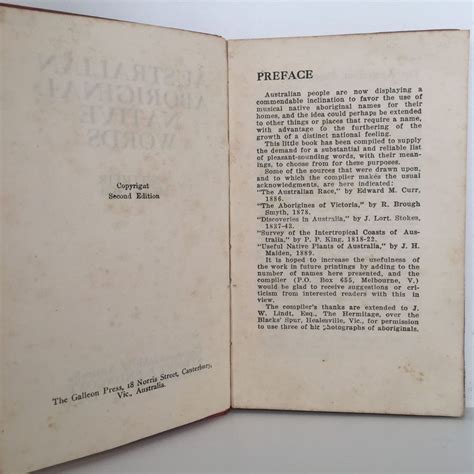 Copyright
Second Edition
The Galleon Press, 18 Norris Street, Canterbury,
Vic., Australia.
PREFACE
Australian people are now displaying a
commendable inclination to favor the use of
musical native aboriginal names for their
homes, and the idea could perhaps be extended
to other things or places that require a name,
with advantage to the furthering of the
growth of a distinct national feeling.
This little book has been compiled to supply
the demand for a substantial and reliable list
of pleasant-sounding words, with their mean-
ings, to choose from for these purposes.
Some of the sources that were drawn upon,
and to which the compiler makes the usual
acknowledgments, are here indicated:
"The Australian Race," by Edward M. Curr,
1886.
"The Aborigines of Victoria," by R. Brough
Smyth, 1878.
"Discoveries in Australia," by J. Lort. Stokes,
1837-43.
"Survey of the Intertropical Coasts of Aus-
tralia," by P. P. King, 1818-22.
"Useful Native Plants of Australia," by J. H.
Maiden, 1889.
It is hoped to increase the usefulness of
the work in future printings by adding to the
number of names here presented, and the
compiler (P.O. Box 655, Melbourne, V.)
would be glad to receive suggestions or crit-
icism from interested readers with this in
view.
The compiler's thanks are extended to J.
W. Lindt, Esq., The Hermitage, over the
Blacks' Spur, Healesville, Vic., for permission
to use three of his photographs of aboriginals.